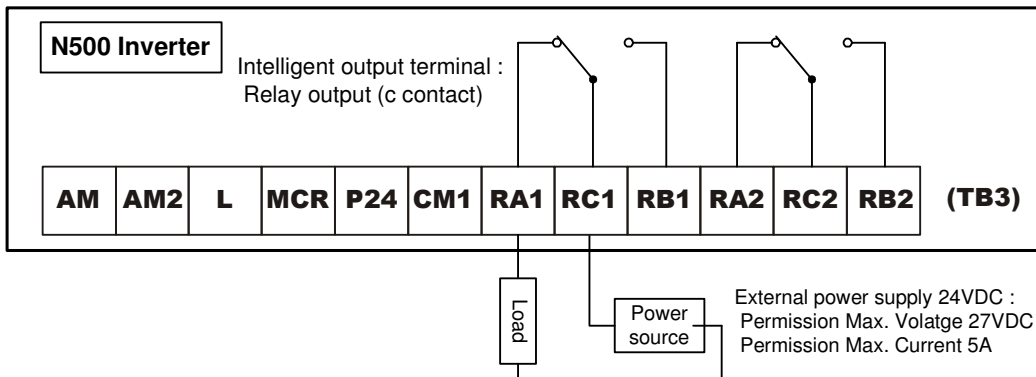 N500 Inverter
Intelligent output terminal :
Relay output (c contact)
AM AM2 L MCR P24 CM1 RA1 RC1 RB1 RA2 RC2 RB2 (TB3)
Load
Power
source
External power supply 24VDC :
Permission Max. Volatge 27VDC
Permission Max. Current 5A